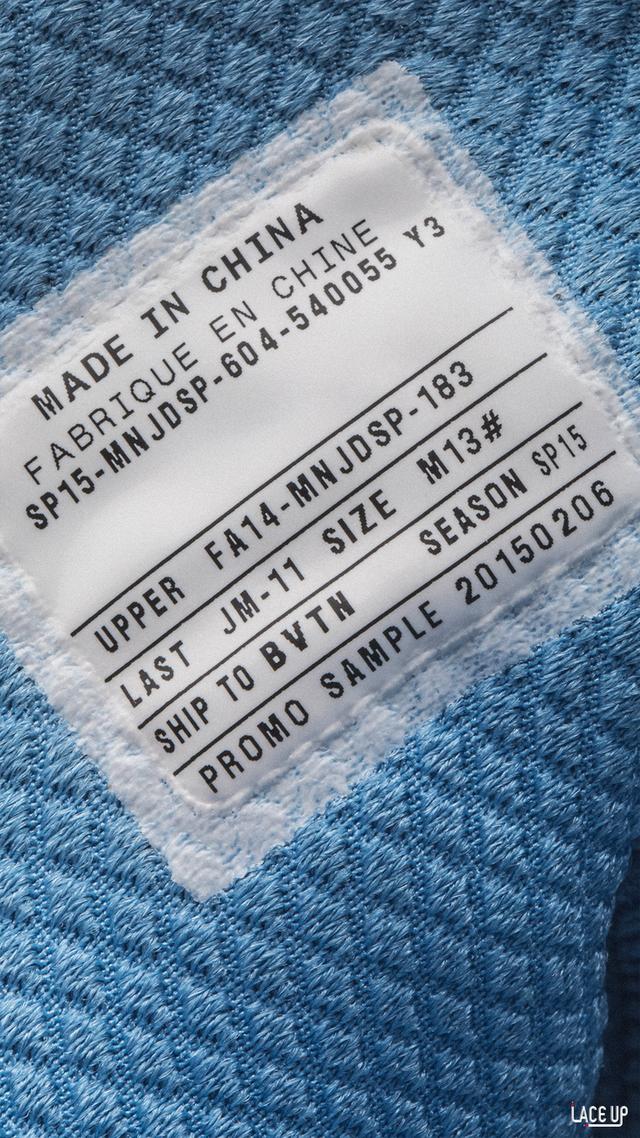 MADE IN CHINA
FABRIQUE EN CHINE
SP15-MNJDSP-604-540055 Y3
UPPER FA14-MNJDSP-183
LAST JM-11 SIZE M13#
SHIP TO BVTN SEASON SP15
PROMO SAMPLE 20150206
LACE UP